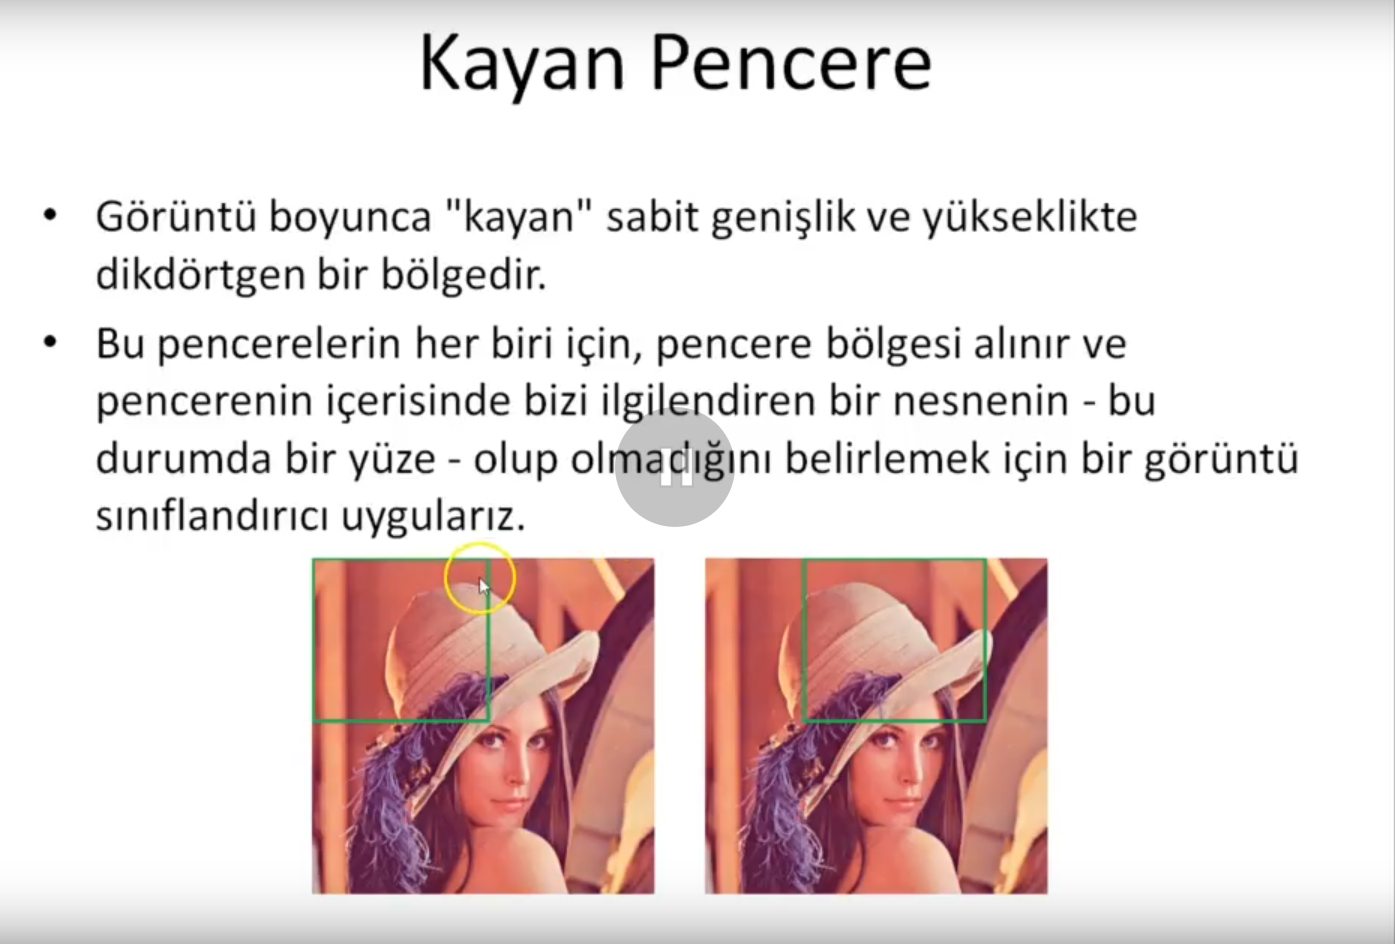 Kayan Pencere
• Görüntü boyunca "kayan" sabit genişlik ve yükseklikte
dikdörtgen bir bölgedir.
• Bu pencerelerin her biri için, pencere bölgesi alınır ve
pencerenin içerisinde bizi ilgilendiren bir nesnenin - bu
durumda bir yüze - olup olmadığını belirlemek için bir görüntü
sınıflandırıcı uygularız.